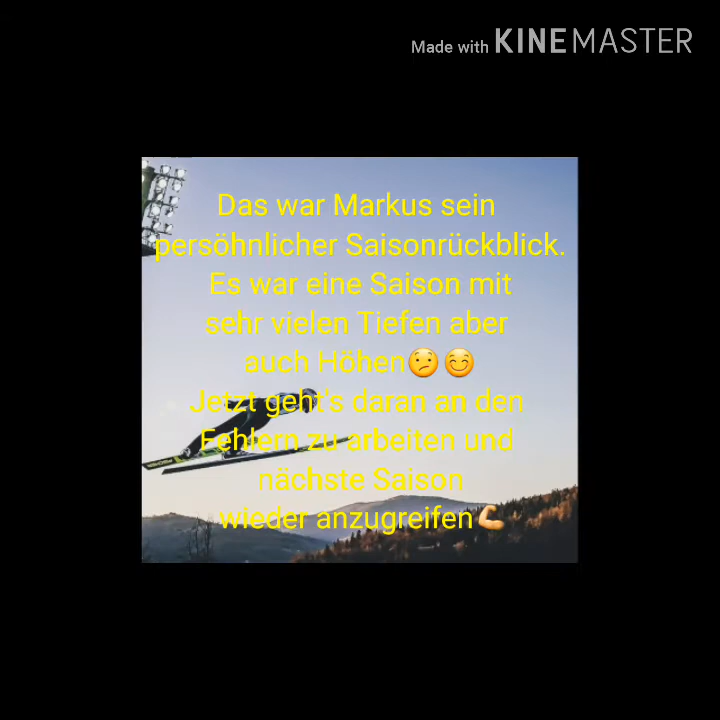 Made with KINEMASTER
Das war Markus sein
persöhnlicher Saisonrückblick.
Es war eine Saison mit
sehr vielen Tiefen aber
auch Höhen😕😊
Jetzt geht's daran an den
Fehlern zu arbeiten und
nächste Saison
wieder anzugreifen💪